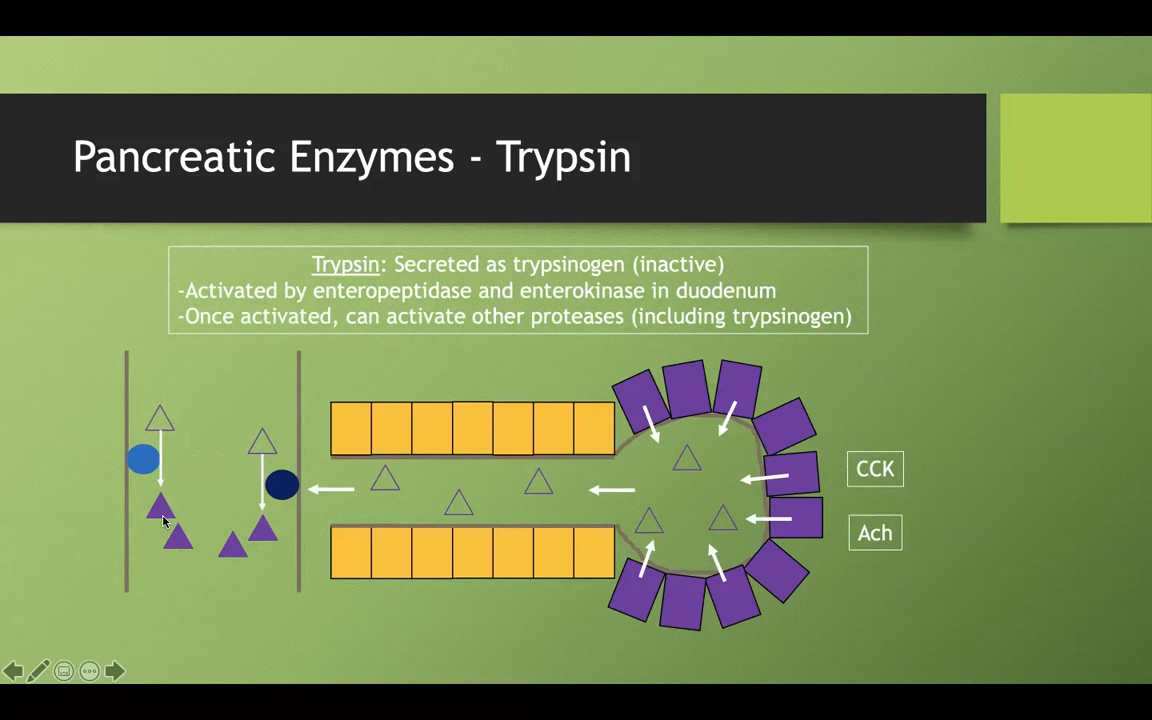 Pancreatic Enzymes - Trypsin
Trypsin: Secreted as trypsinogen (inactive)
-Activated by enteropeptidase and enterokinase in duodenum
-Once activated, can activate other proteases (including trypsinogen)
CCK
Ach